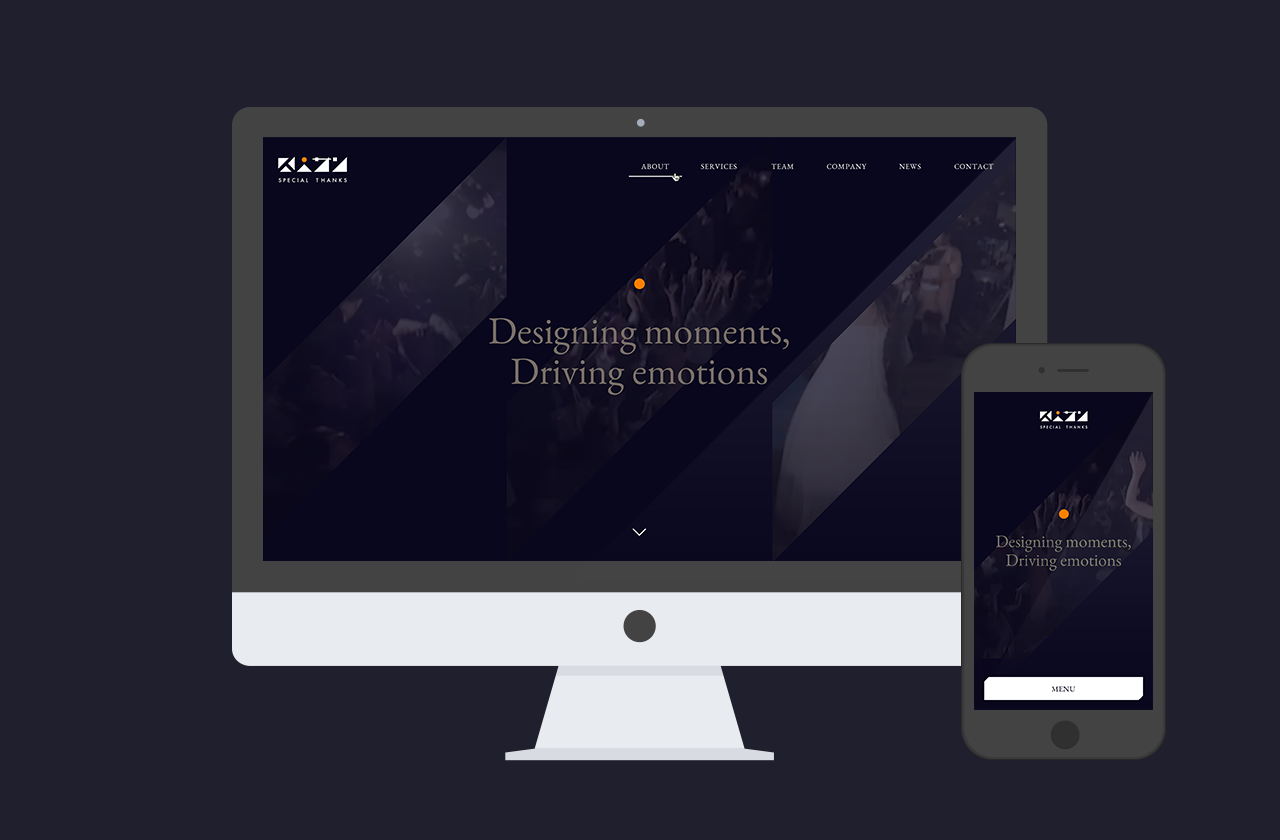 SPECIAL THANKS
ABOUT SERVICES TEAM COMPANY NEWS CONTACT
Designing moments,
Driving emotions
SPECIAL THANKS
Designing moments,
Driving emotions
MENU